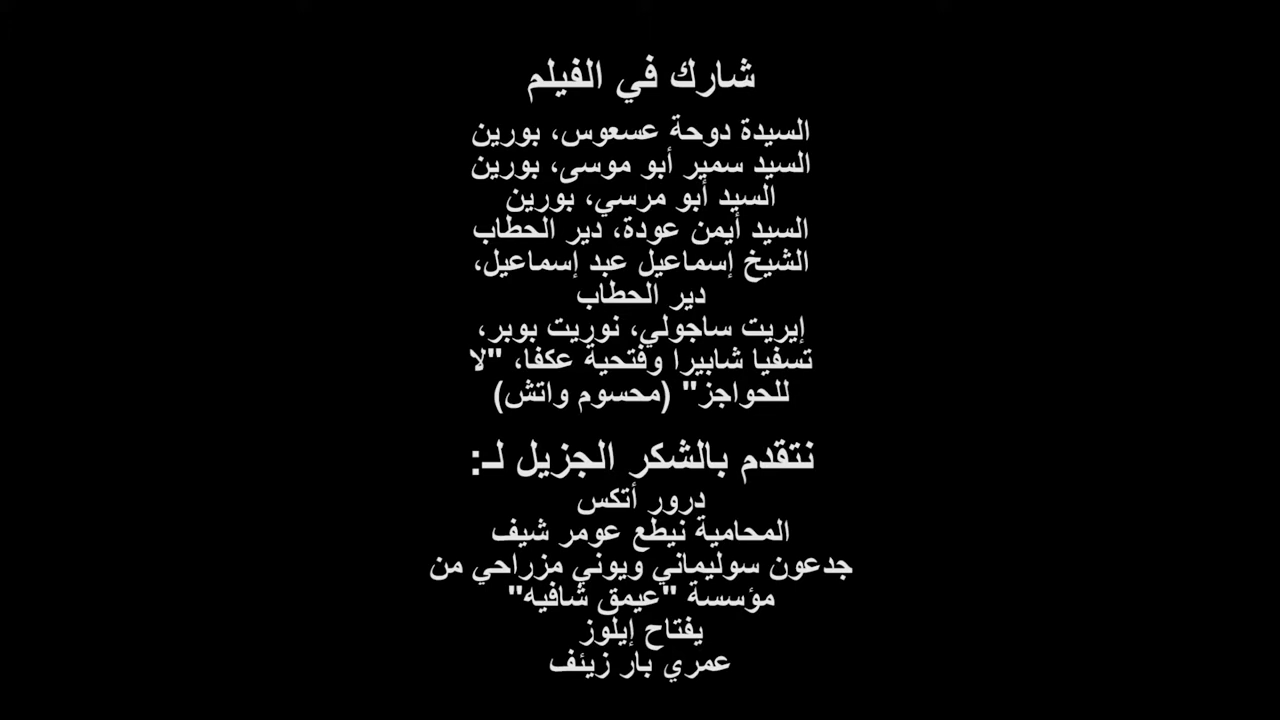 شارك في الفيلم
السيدة دوحة عسعوس، بورين
السيد سمير أبو موسى، بورين
السيد أبو مرسي، بورين
السيد أيمن عودة، دير الحطاب
الشيخ إسماعيل عبد إسماعيل،
دير الحطاب
إيريت ساجولي، نوريت بوبر،
تسفيا شابيرا وفتحية عكفا، "لا
للحواجز" (محسوم واتش)
نتقدم بالشكر الجزيل لـ:
درور أتكس
المحامية نيطع عومر شيف
جدعون سوليماني ويوني مزراحي من
مؤسسة "عيمق شافيه"
يفتاح إيلوز
عمري بار زيئف